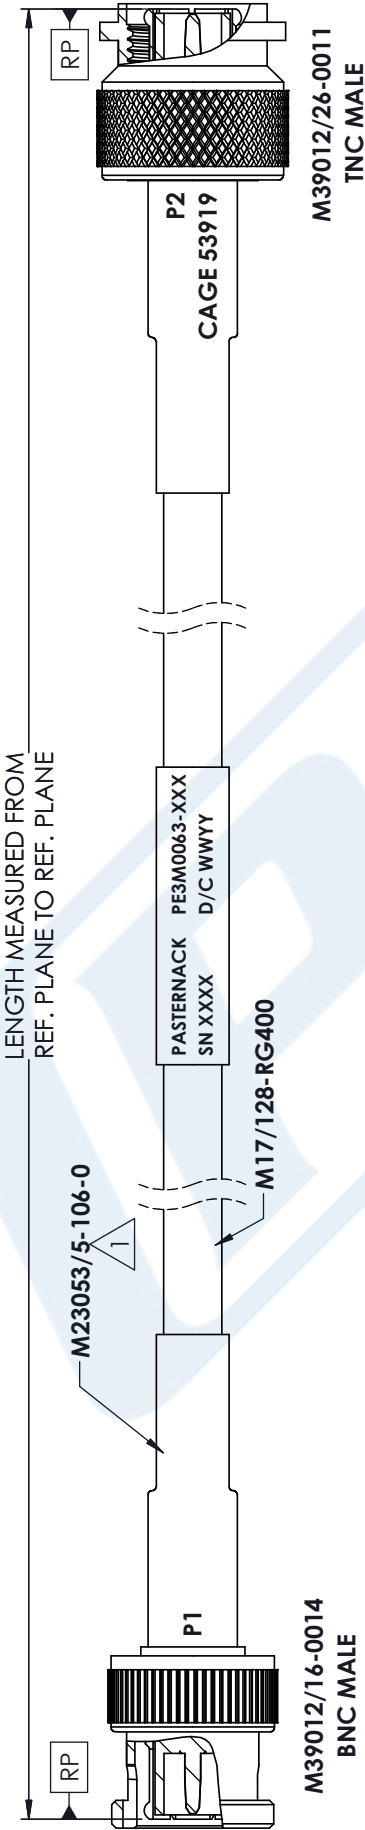 LENGTH MEASURED FROM
REF. PLANE TO REF. PLANE
RP
RP
M23053/5-106-0
1
M17/128-RG400
P1
PASTERNACK PE3M0063-XXX
SN XXXX D/C WWYY
P2
CAGE 53919
M39012/16-0014
BNC MALE
M39012/26-0011
TNC MALE